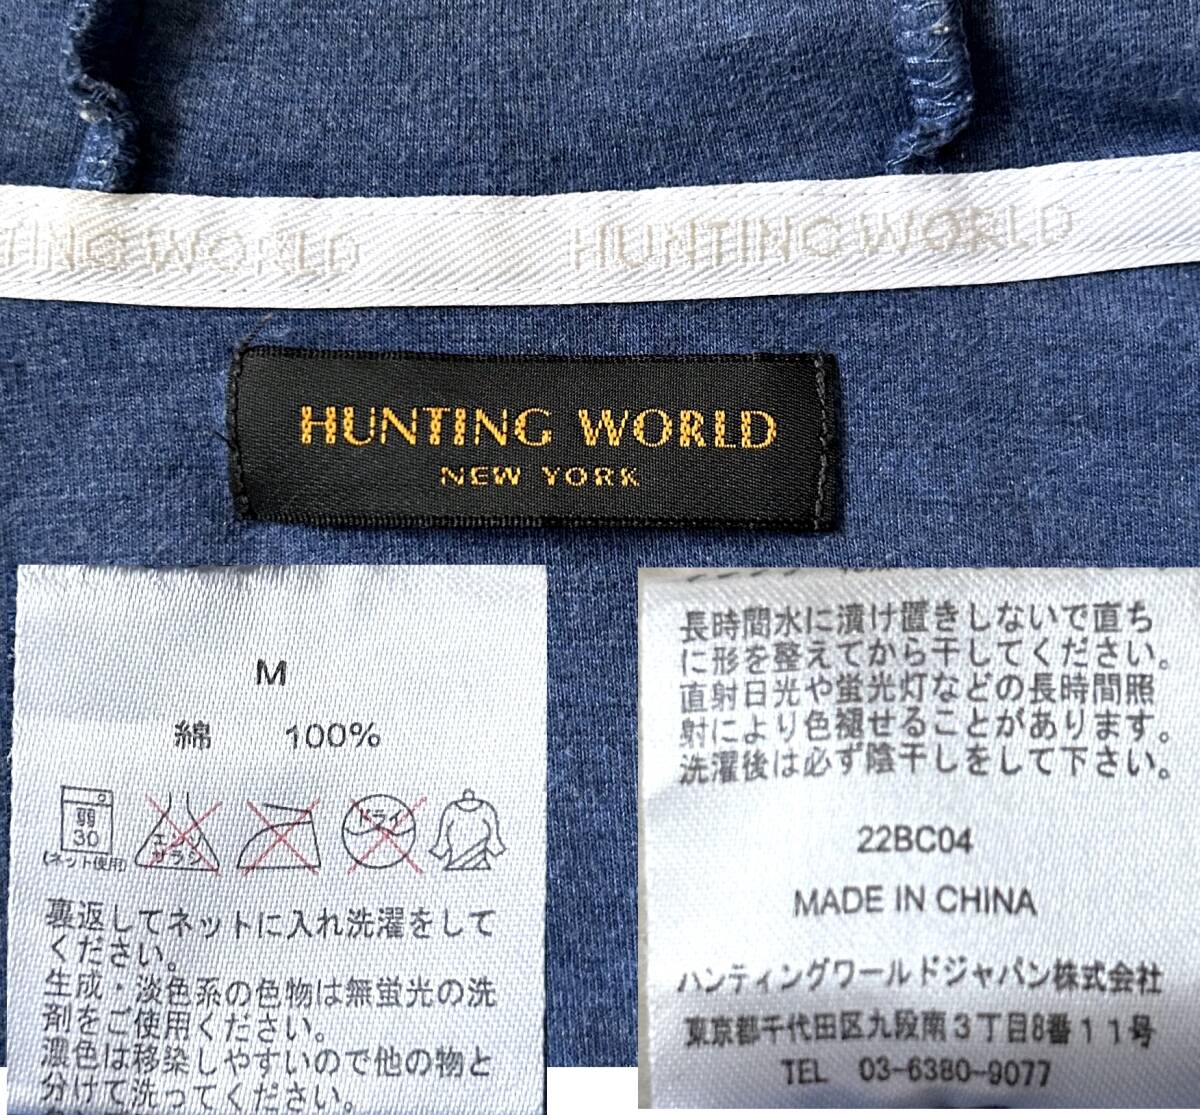 TING WORLD HUNTING WORLD
HUNTING WORLD
NEW YORK
M
綿 100%
弱
30
(ネット使用)
エンソ
サラシ
ドライ
裏返してネットに入れ洗濯をして
ください。
生成・淡色系の色物は無蛍光の洗
剤をご使用ください。
濃色は移染しやすいので他の物と
分けて洗ってください。
長時間水に漬け置きしないで直ち
に形を整えてから干してください。
直射日光や蛍光灯などの長時間照
射により色褪せることがあります。
洗濯後は必ず陰干しをして下さい。
22BC04
MADE IN CHINA
ハンティングワールドジャパン株式会社
東京都千代田区九段南3丁目8番11号
TEL 03-6380-9077